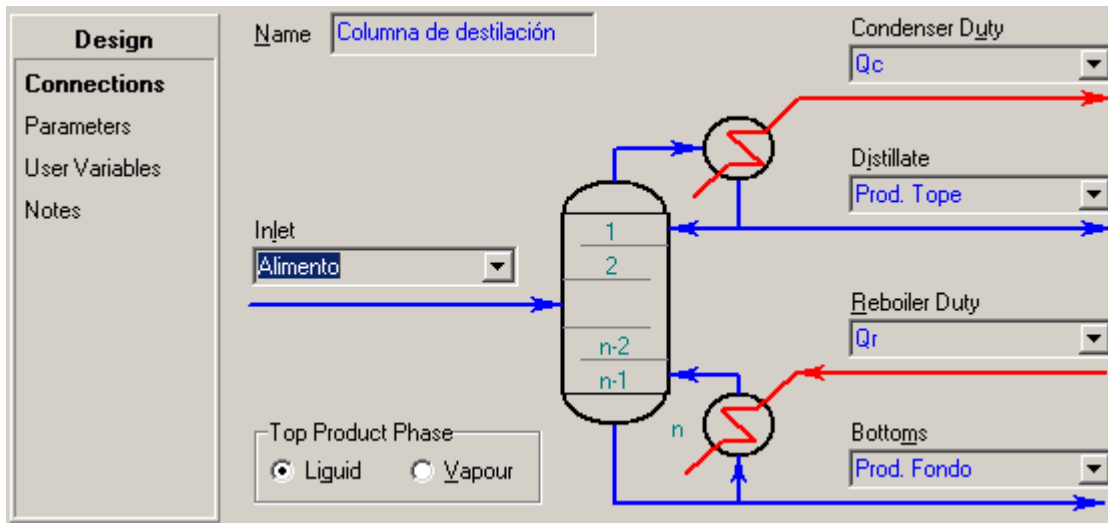 Design
Connections
Parameters
User Variables
Notes
Name
Columna de destilación
Inlet
Alimento
Top Product Phase
Liguid
Vapour
1
2
n-2
n-1
n
Condenser Duty
Qc
Distillate
Prod. Tope
Reboiler Duty
Qr
Bottoms
Prod. Fondo